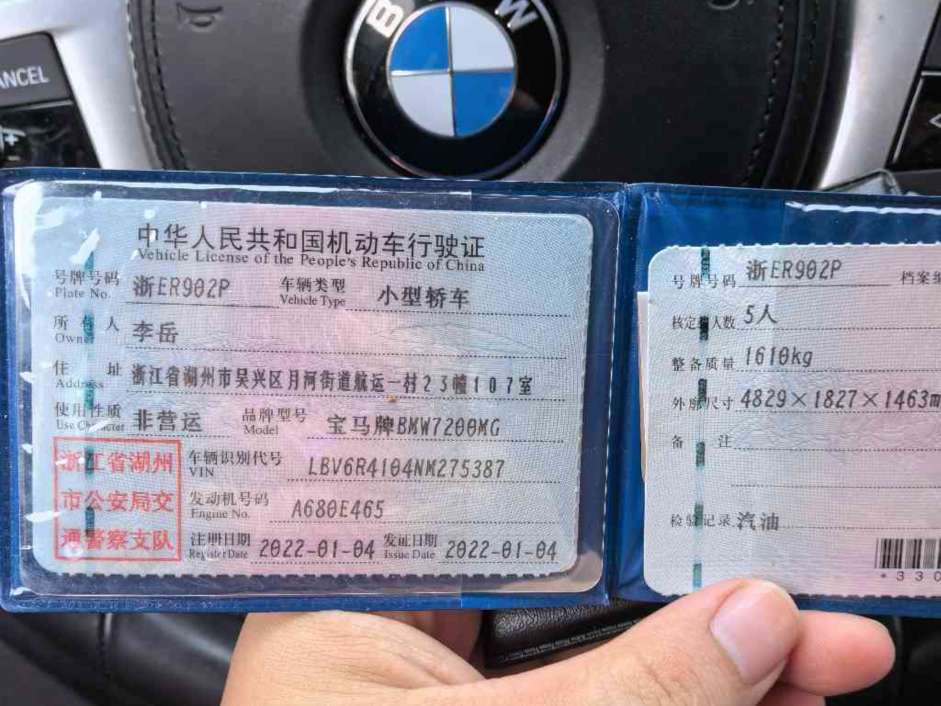 B W
CANCEL
中华人民共和国机动车行驶证
Vehicle License of the People's Republic of China
号牌号码 浙ER902P 车辆类型 小型轿车
Plate No. Vehicle Type
所有人 李岳
Owner
住址 浙江省湖州市吴兴区月河街道航运一村23幢107室
Address
使用性质 非营运 品牌型号 宝马牌BMW7200MG
Use Character Model
浙江省湖州
市公安局交
通警察支队
车辆识别代号 LBV6R4104NM275387
VIN
发动机号码 A680E465
Engine No.
注册日期 2022-01-04 发证日期 2022-01-04
Register Date Issue Date
号牌号码 浙ER902P 档案编
核定载人数 5人
整备质量 1610kg
外廓尺寸 4829×1827×1463m
备注
检验记录 汽油
*330